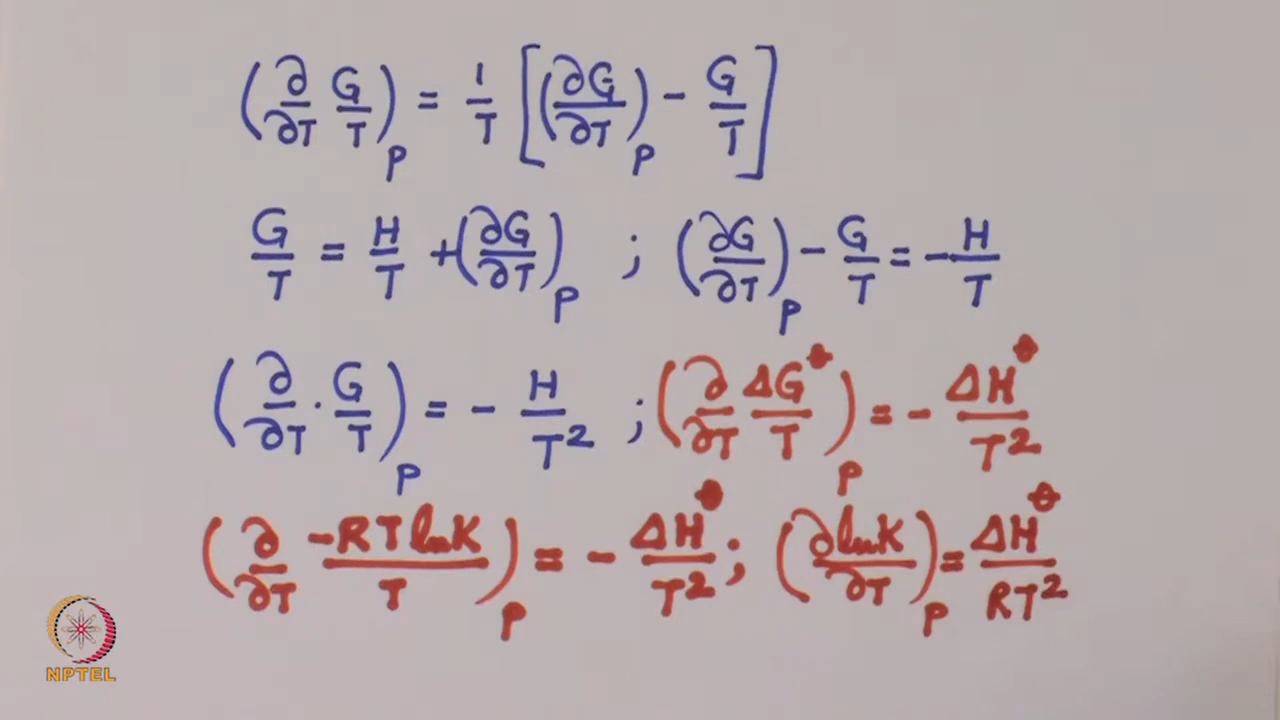 (∂/∂T G/T)_P = 1/T [(∂G/∂T)_P - G/T]
G/T = H/T + (∂G/∂T)_P ; (∂G/∂T)_P - G/T = - H/T
(∂/∂T · G/T)_P = - H/T² ; (∂/∂T ΔG°/T)_P = - ΔH°/T²
(∂/∂T -RT ln K/T)_P = - ΔH°/T² ; (∂ln K/∂T)_P = ΔH°/RT²
NPTEL